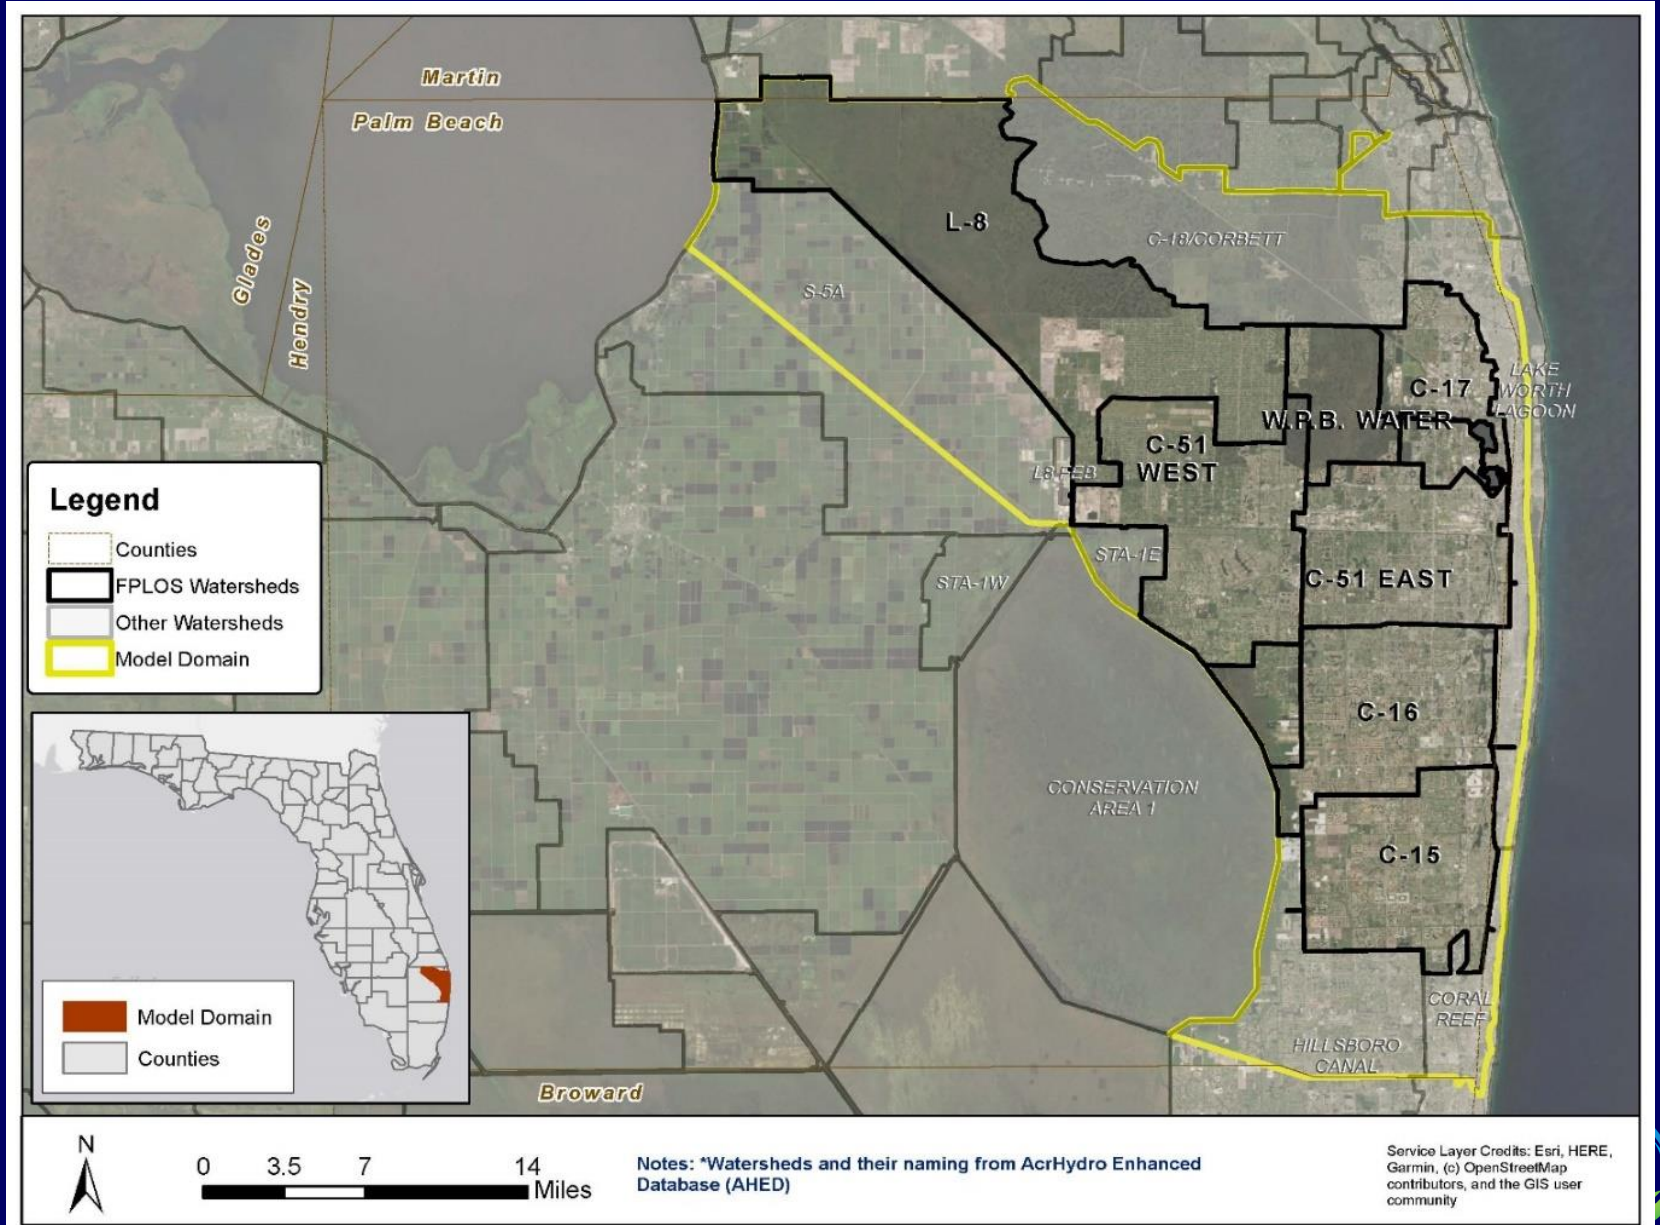 Martin
Palm Beach
Glades
Hendry
L-8
C-18/CORBETT
S-5A
C-17
LAKE
WORTH
LAGOON
W.P.B. WATER
C-51
WEST
L8 FEB
STA-1E
STA-1W
C-51 EAST
C-16
CONSERVATION
AREA 1
C-15
CORAL
REEF
HILLSBORO
CANAL
Broward
Legend
Counties
FPLOS Watersheds
Other Watersheds
Model Domain
Model Domain
Counties
N
0 3.5 7 14
Miles
Notes: *Watersheds and their naming from AcrHydro Enhanced
Database (AHED)
Service Layer Credits: Esri, HERE,
Garmin, (c) OpenStreetMap
contributors, and the GIS user
community